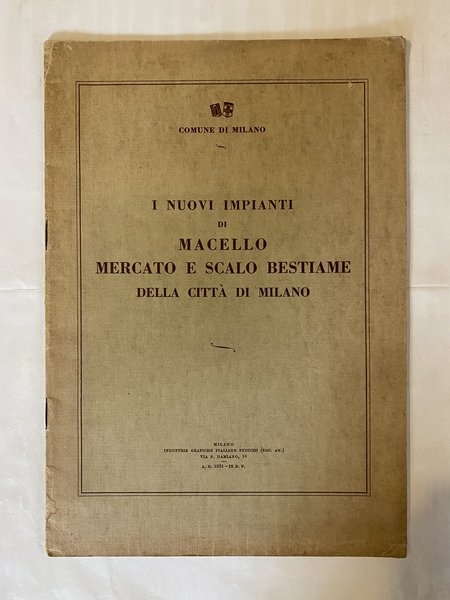 COMUNE DI MILANO
I NUOVI IMPIANTI
DI
MACELLO
MERCATO E SCALO BESTIAME
DELLA CITTÀ DI MILANO
MILANO
INDUSTRIE GRAFICHE ITALIANE STUCCHI (SOC. AN.)
VIA S. DAMIANO, 16
A. D. 1931 - IX E. F.